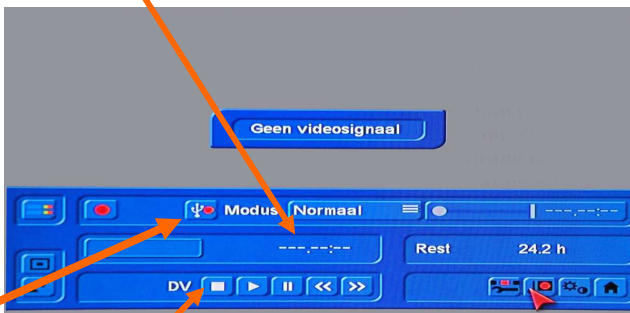 Geen videosignaal
Modus Normaal ---,--:--
---,--:-- Rest 24.2 h
DV